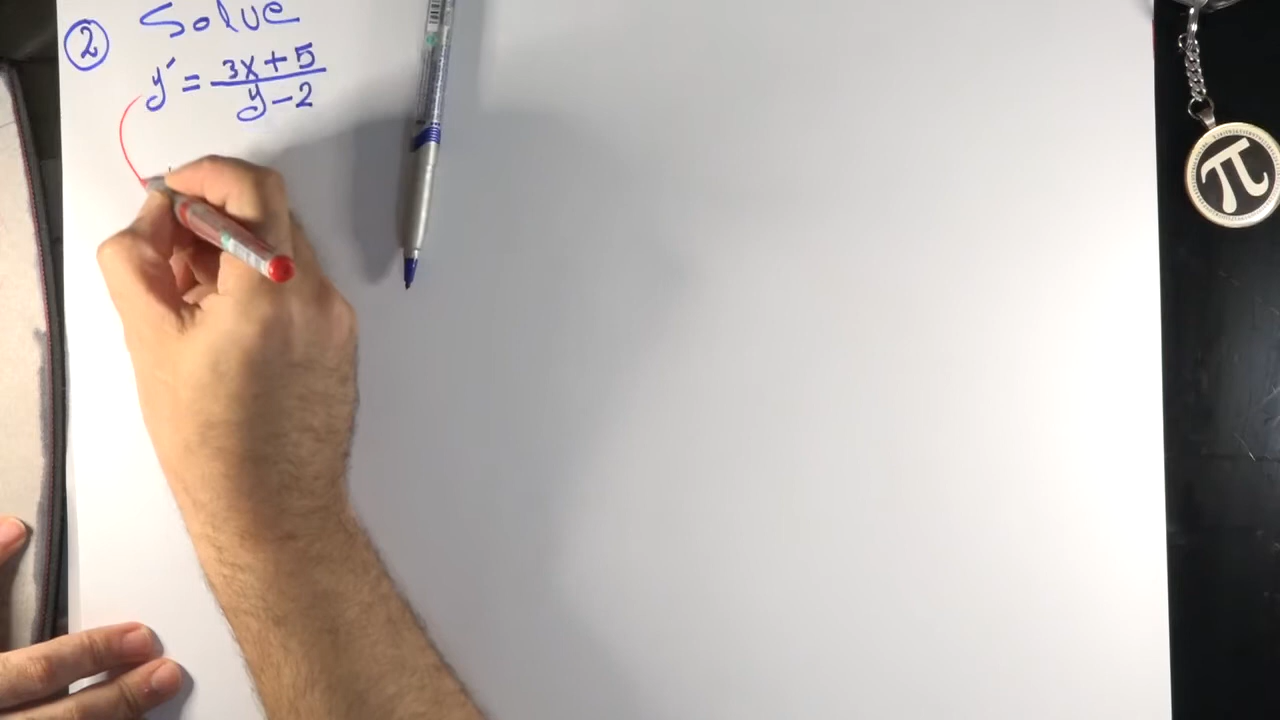 ② Solve
y' = (3x+5)/(y-2)
π